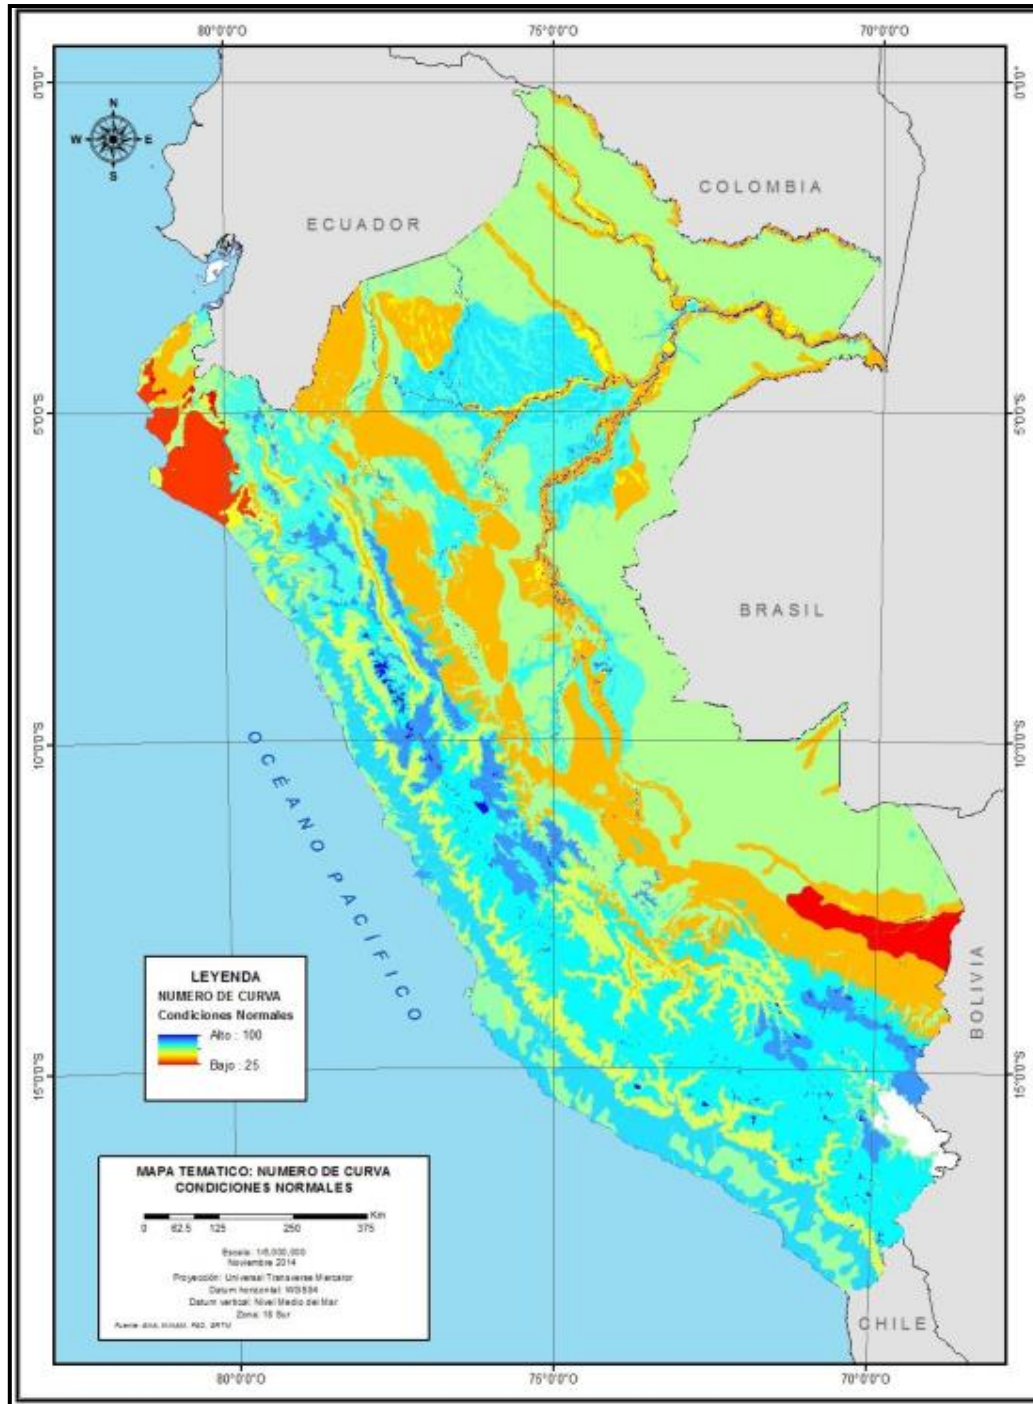 80°0'0"O 75°0'0"O 70°0'0"O
N
W E
S
COLOMBIA
ECUADOR
BRASIL
OCÉANO PACÍFICO
BOLIVIA
CHILE
LEYENDA
NUMERO DE CURVA
Condiciones Normales
Alto : 100
Bajo : 25
MAPA TEMATICO: NUMERO DE CURVA
CONDICIONES NORMALES
Km
0 62.5 125 250 375
Noviembre 2014
Proyección: Universal Transverse Mercator
Datum horizontal: WGS84
Datum vertical: Nivel Medio del Mar
Zona: 18 Sur
0°0'0" 0°0'0"
5°0'0"S 5°0'0"S
10°0'0"S 10°0'0"S
15°0'0"S 15°0'0"S
80°0'0"O 75°0'0"O 70°0'0"O